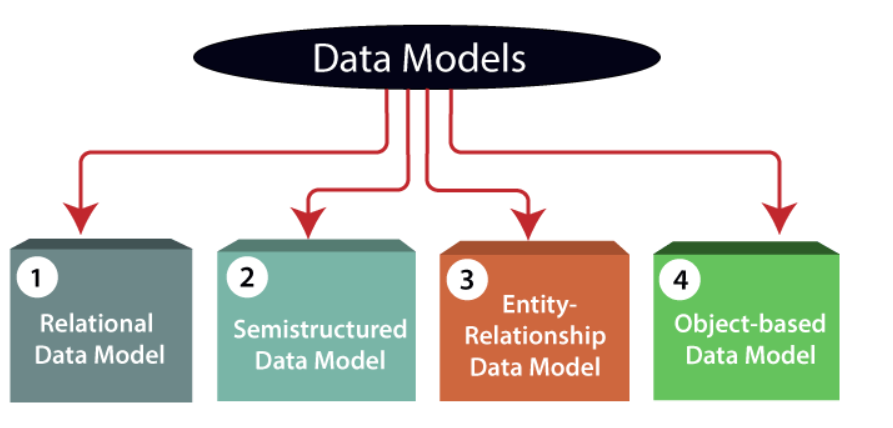 Data Models
1
Relational
Data Model
2
Semistructured
Data Model
3
Entity-
Relationship
Data Model
4
Object-based
Data Model